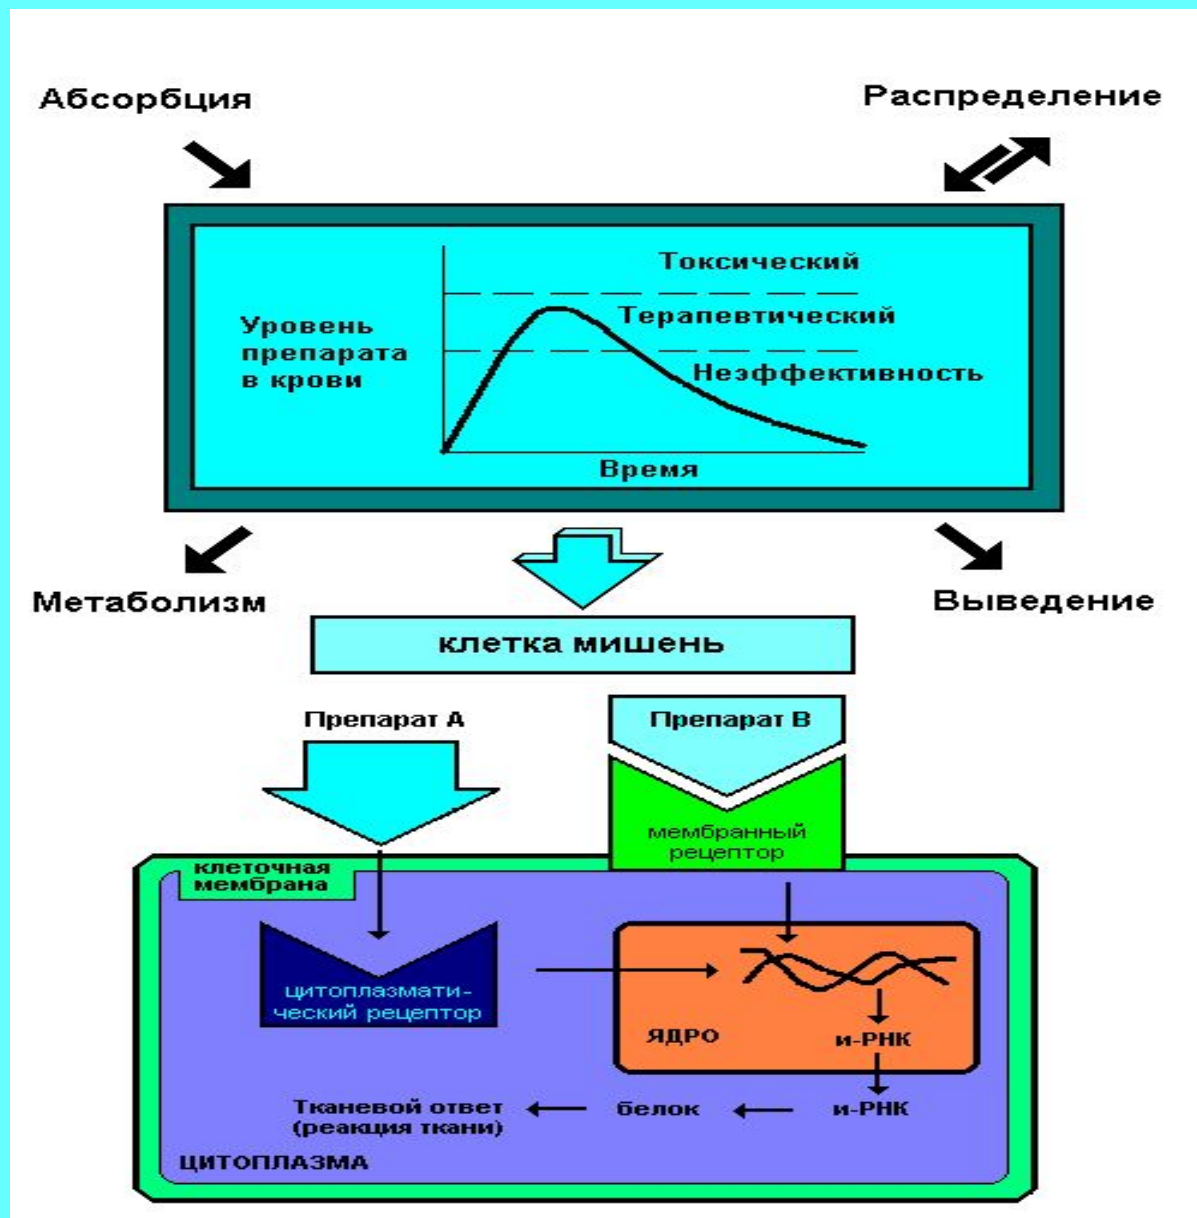 Абсорбция
Распределение
Токсический
Терапевтический
Уровень
препарата
в крови
Неэффективность
Время
Метаболизм
Выведение
клетка мишень
Препарат А
Препарат В
мембранный
рецептор
клеточная
мембрана
цитоплазмати-
ческий рецептор
ЯДРО
и-РНК
Тканевой ответ
(реакция ткани)
белок
и-РНК
ЦИТОПЛАЗМА